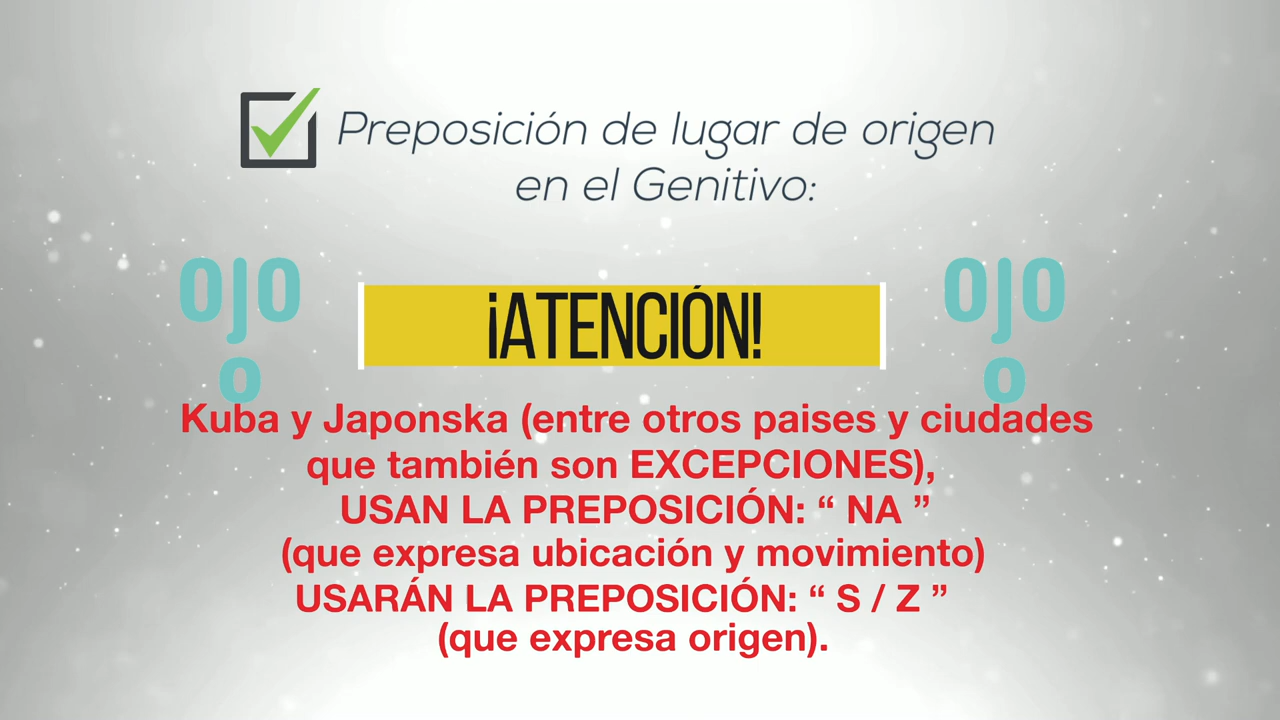 Preposición de lugar de origen
en el Genitivo:
OJO OJO
¡ATENCIÓN!
Kuba y Japonska (entre otros paises y ciudades
que también son EXCEPCIONES),
USAN LA PREPOSICIÓN: “ NA ”
(que expresa ubicación y movimiento)
USARÁN LA PREPOSICIÓN: “ S / Z ”
(que expresa origen).